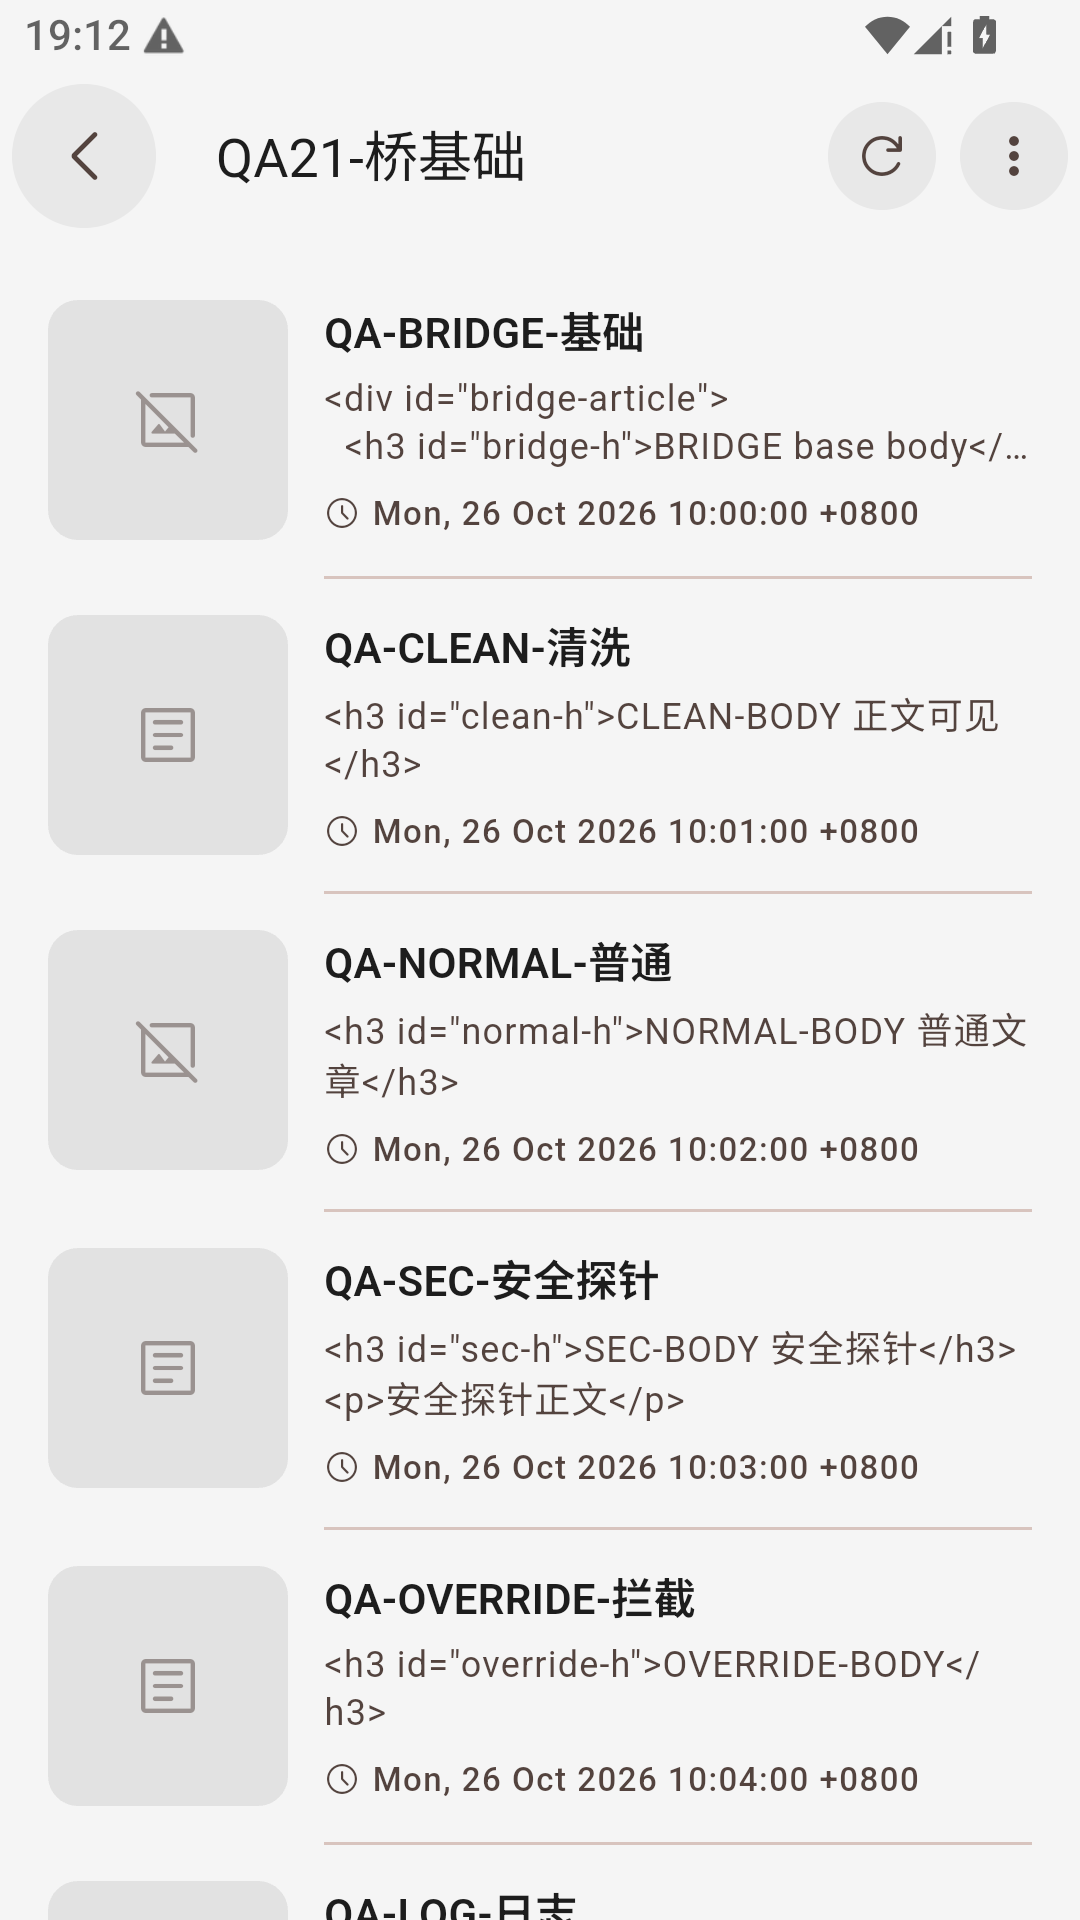 19:12
QA21-桥基础
QA-BRIDGE-基础
<div id="bridge-article">
<h3 id="bridge-h">BRIDGE base body</...
Mon, 26 Oct 2026 10:00:00 +0800
QA-CLEAN-清洗
<h3 id="clean-h">CLEAN-BODY 正文可见
</h3>
Mon, 26 Oct 2026 10:01:00 +0800
QA-NORMAL-普通
<h3 id="normal-h">NORMAL-BODY 普通文
章</h3>
Mon, 26 Oct 2026 10:02:00 +0800
QA-SEC-安全探针
<h3 id="sec-h">SEC-BODY 安全探针</h3>
<p>安全探针正文</p>
Mon, 26 Oct 2026 10:03:00 +0800
QA-OVERRIDE-拦截
<h3 id="override-h">OVERRIDE-BODY</
h3>
Mon, 26 Oct 2026 10:04:00 +0800
QA-LOG-日志